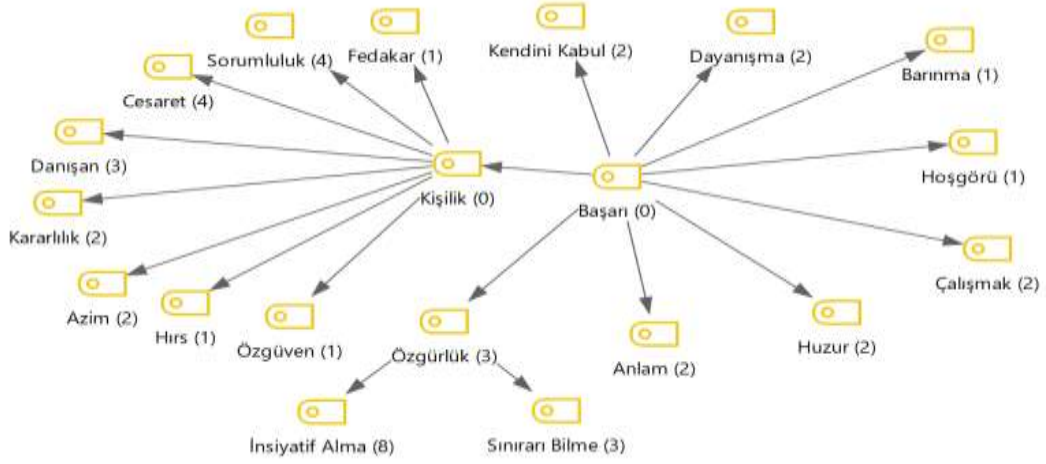 Sorumluluk (4)
Fedakar (1)
Kendini Kabul (2)
Dayanışma (2)
Barınma (1)
Cesaret (4)
Danışan (3)
Kişilik (0)
Başarı (0)
Hoşgörü (1)
Kararlılık (2)
Çalışmak (2)
Azim (2)
Hırs (1)
Özgüven (1)
Özgürlük (3)
Anlam (2)
Huzur (2)
İnsiyatif Alma (8)
Sınırarı Bilme (3)